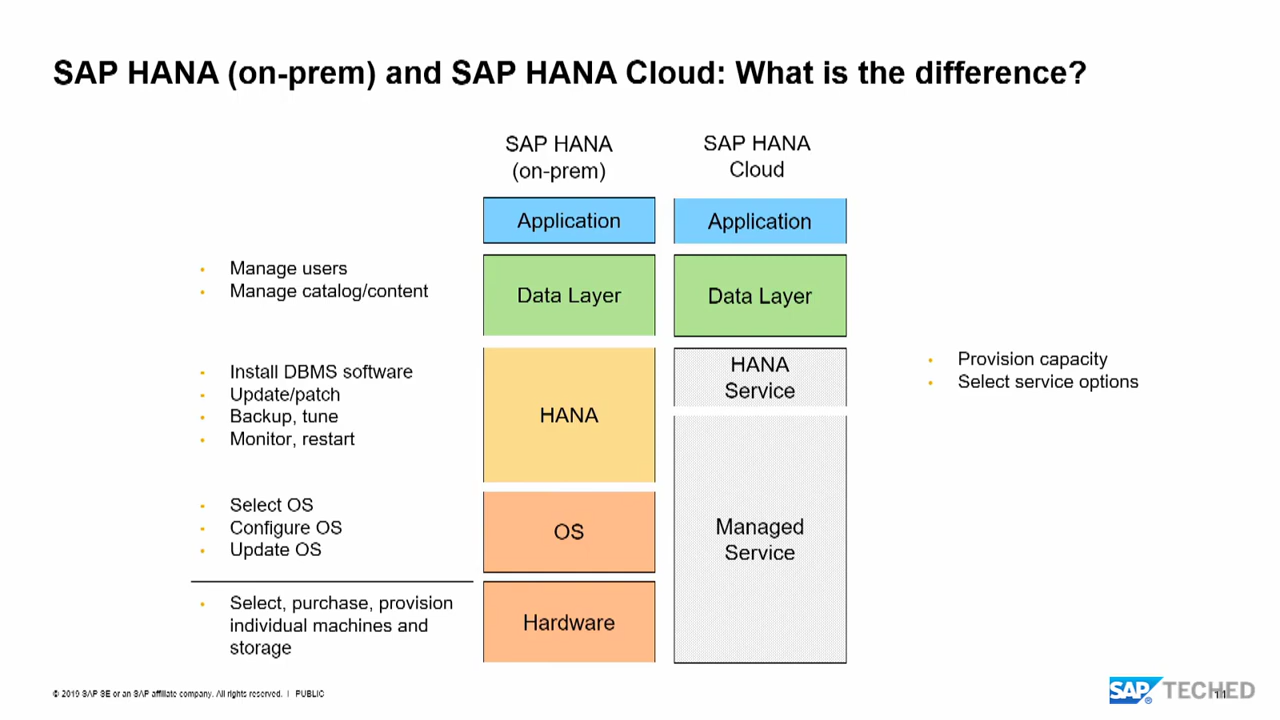 SAP HANA (on-prem) and SAP HANA Cloud: What is the difference?
SAP HANA
(on-prem)
SAP HANA
Cloud
Application
Application
• Manage users
• Manage catalog/content
Data Layer
Data Layer
• Install DBMS software
• Update/patch
• Backup, tune
• Monitor, restart
HANA
HANA
Service
• Provision capacity
• Select service options
• Select OS
• Configure OS
• Update OS
OS
Managed
Service
• Select, purchase, provision
individual machines and
storage
Hardware
© 2019 SAP SE or an SAP affiliate company. All rights reserved. | PUBLIC
SAP TECHED